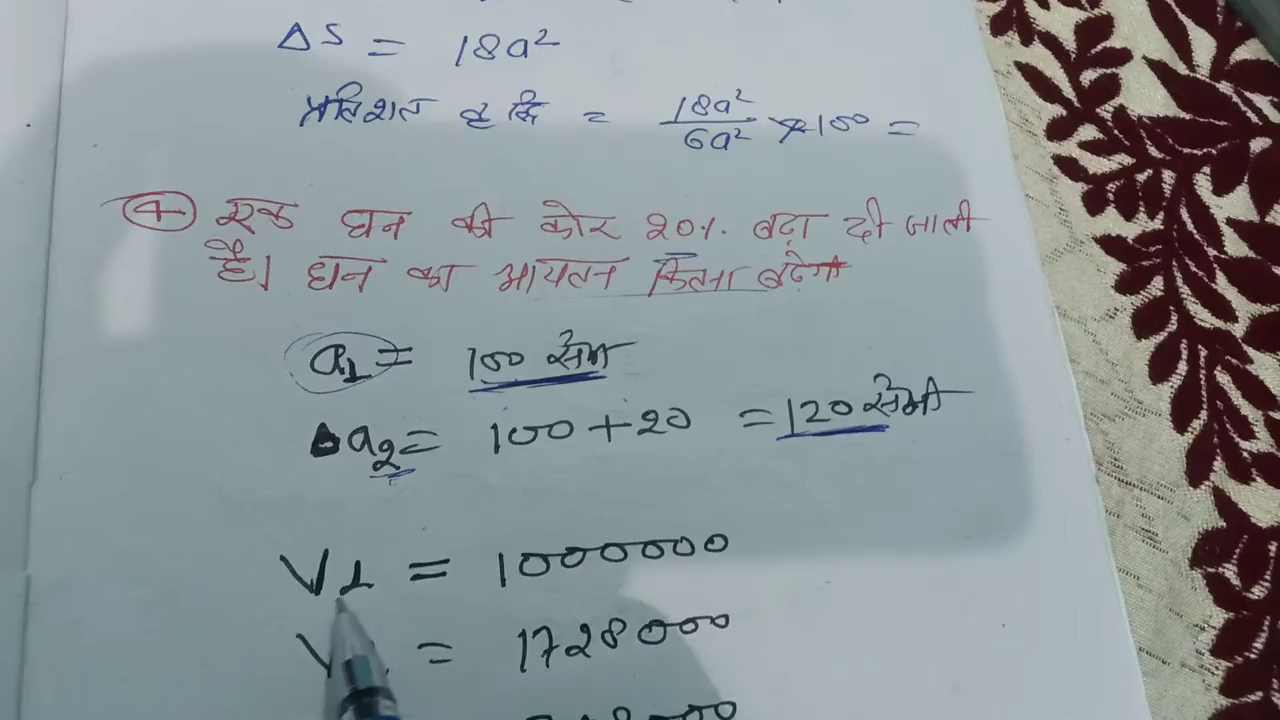 ΔS = 18a²
प्रतिशत वृद्धि = 18a²/6a² × 100 =
④ एक घन की कोर 20% बढ़ा दी जाती
है। घन का आयतन कितना बढ़ेगा
a₁ = 100 सेमी
a₂ = 100 + 20 = 120 सेमी
V₁ = 1000000
V = 1728000